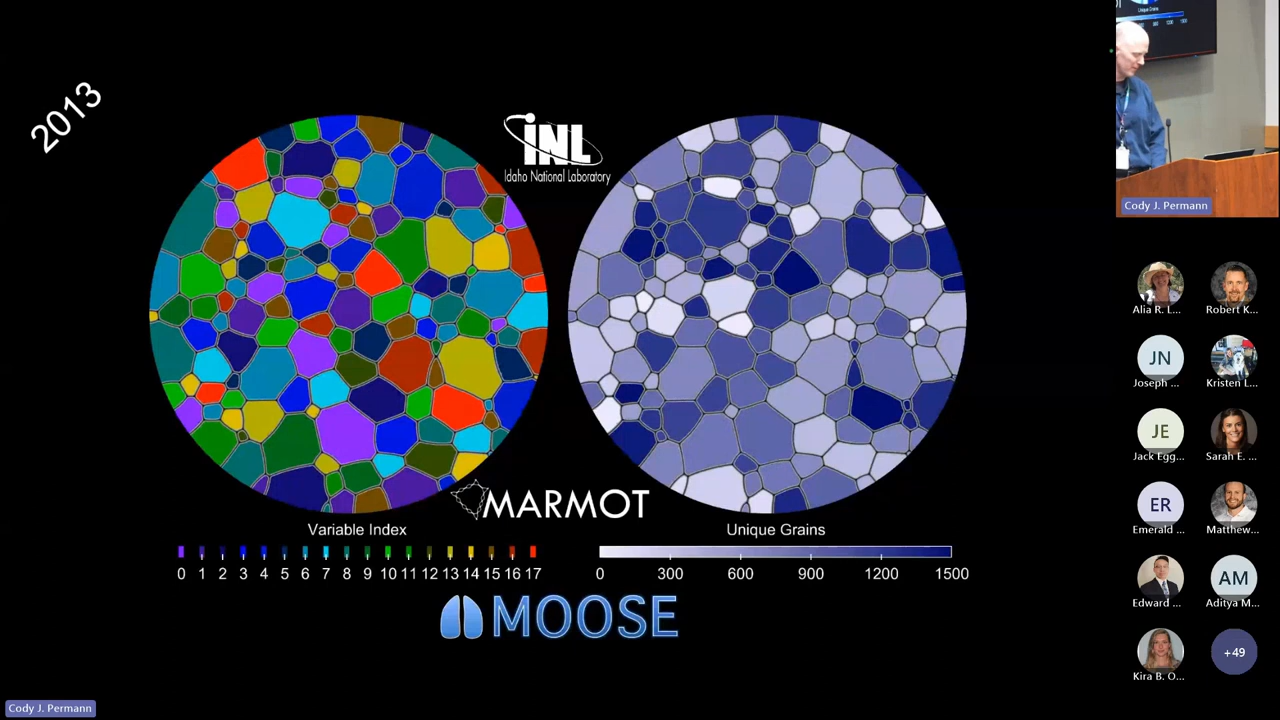 2013
INL
Idaho National Laboratory
MARMOT
Variable Index
0 1 2 3 4 5 6 7 8 9 10 11 12 13 14 15 16 17
Unique Grains
0 300 600 900 1200 1500
MOOSE
Cody J. Permann
Unique Grains
Cody J. Permann
Alia R. L...
Robert K...
JN
Joseph ...
Kristen L...
JE
Jack Egg...
Sarah E. ...
ER
Emerald ...
Matthew...
Edward ...
AM
Aditya M...
Kira B. O...
+49